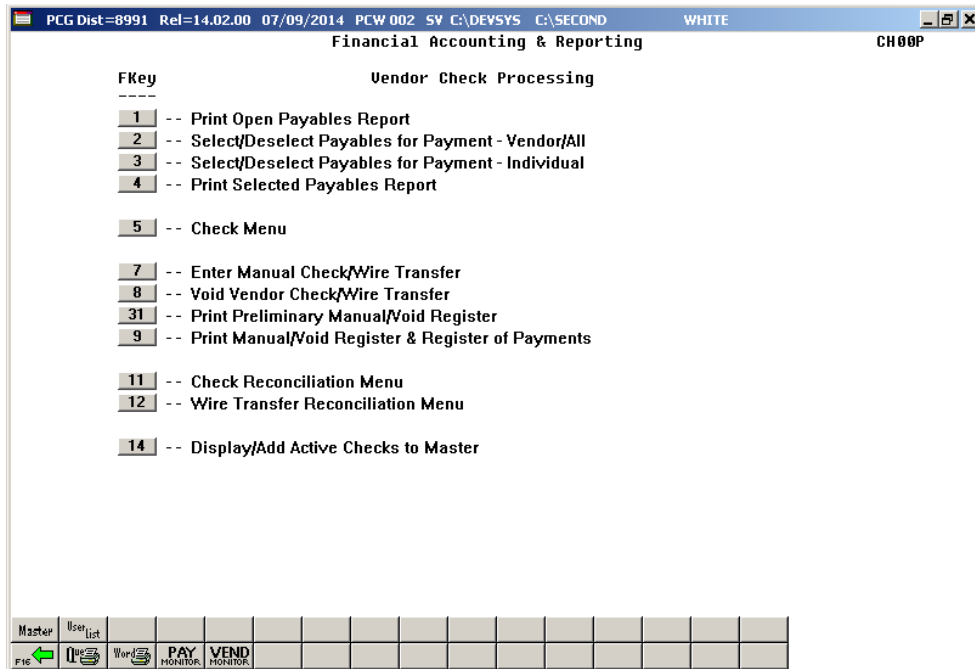 PCG Dist=8991 Rel=14.02.00 07/09/2014 PCW 002 SV C:\DEVSYS C:\SECOND WHITE
Financial Accounting & Reporting CH00P
FKey Vendor Check Processing
----
1 -- Print Open Payables Report
2 -- Select/Deselect Payables for Payment - Vendor/All
3 -- Select/Deselect Payables for Payment - Individual
4 -- Print Selected Payables Report
5 -- Check Menu
7 -- Enter Manual Check/Wire Transfer
8 -- Void Vendor Check/Wire Transfer
31 -- Print Preliminary Manual/Void Register
9 -- Print Manual/Void Register & Register of Payments
11 -- Check Reconciliation Menu
12 -- Wire Transfer Reconciliation Menu
14 -- Display/Add Active Checks to Master
Master User list
F16 Que Word PAY MONITOR VEND MONITOR